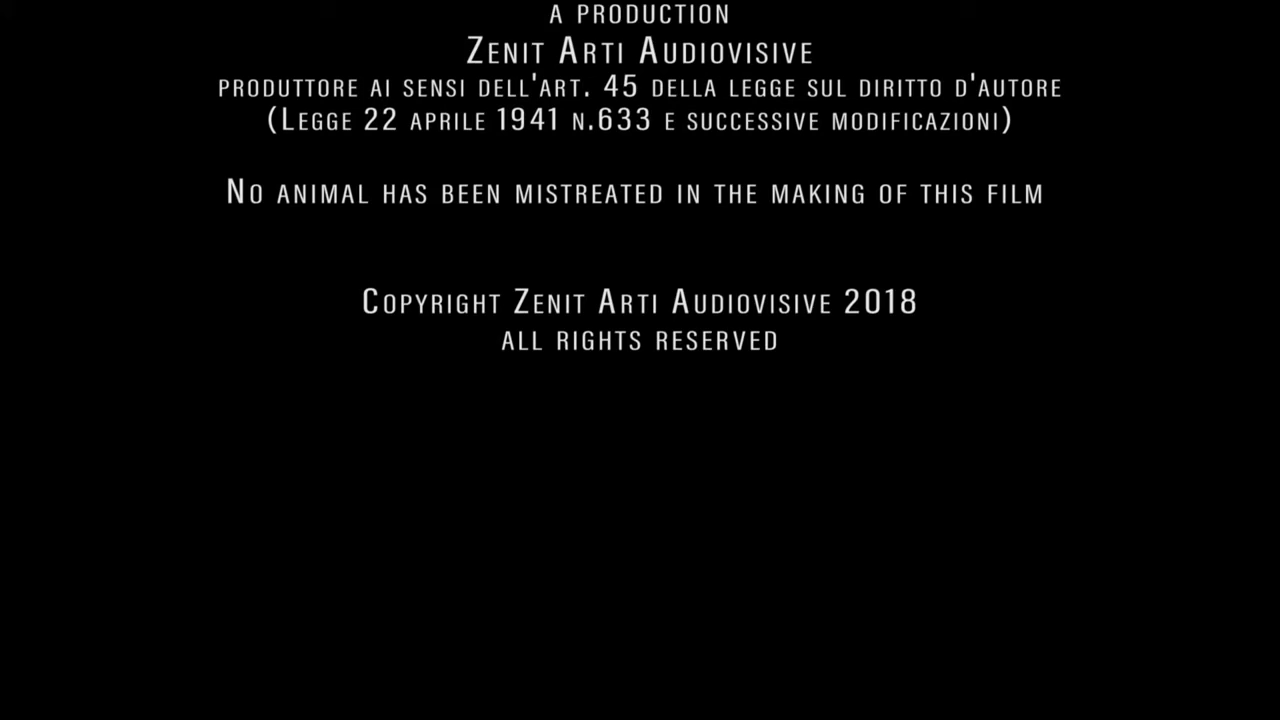 A PRODUCTION
ZENIT ARTI AUDIOVISIVE
PRODUTTORE AI SENSI DELL'ART. 45 DELLA LEGGE SUL DIRITTO D'AUTORE
(LEGGE 22 APRILE 1941 N.633 E SUCCESSIVE MODIFICAZIONI)
NO ANIMAL HAS BEEN MISTREATED IN THE MAKING OF THIS FILM
COPYRIGHT ZENIT ARTI AUDIOVISIVE 2018
ALL RIGHTS RESERVED